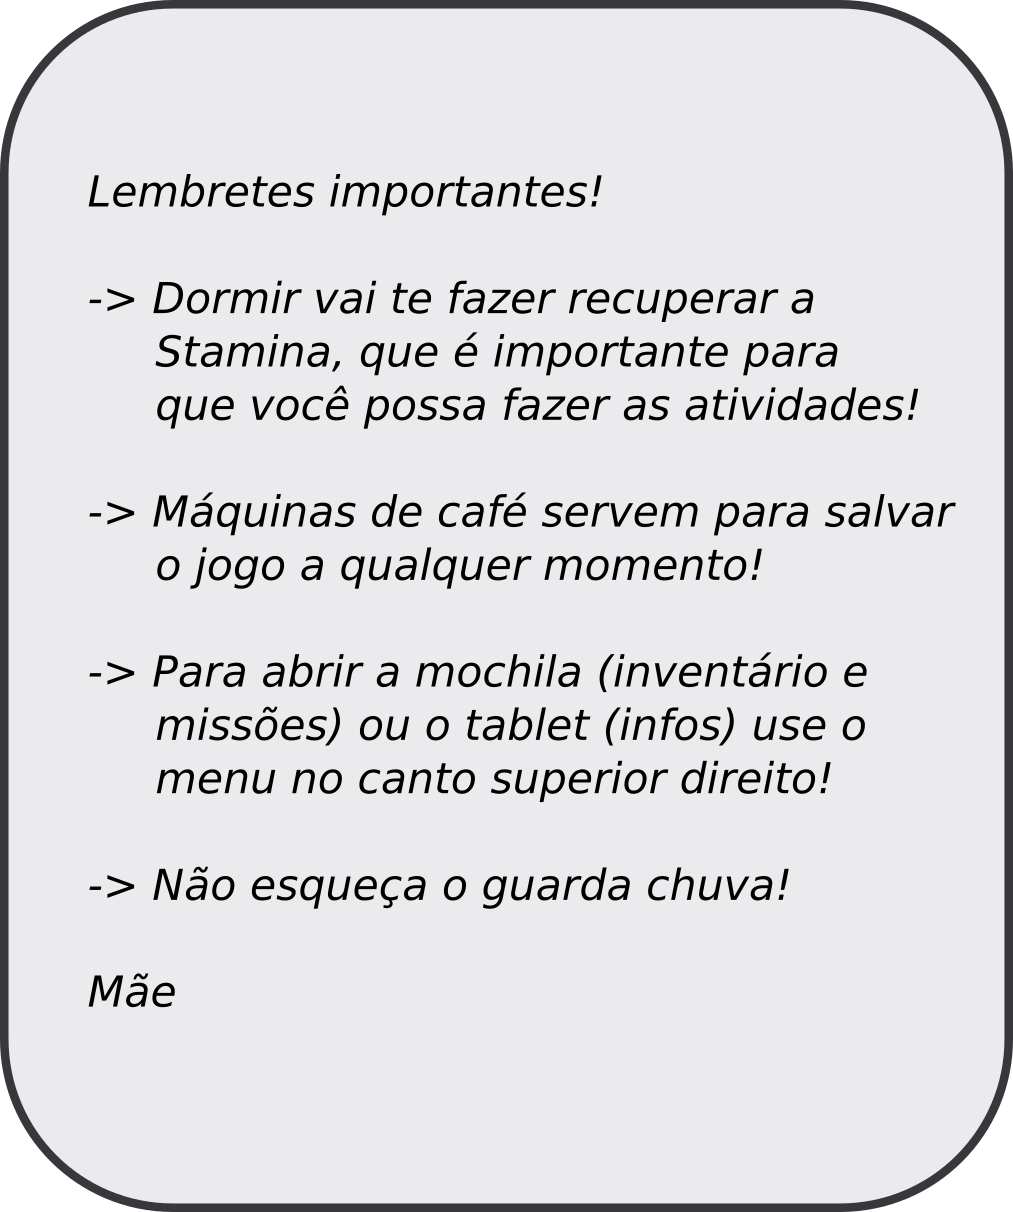 Lembretes importantes!
-> Dormir vai te fazer recuperar a
Stamina, que é importante para
que você possa fazer as atividades!
-> Máquinas de café servem para salvar
o jogo a qualquer momento!
-> Para abrir a mochila (inventário e
missões) ou o tablet (infos) use o
menu no canto superior direito!
-> Não esqueça o guarda chuva!
Mãe